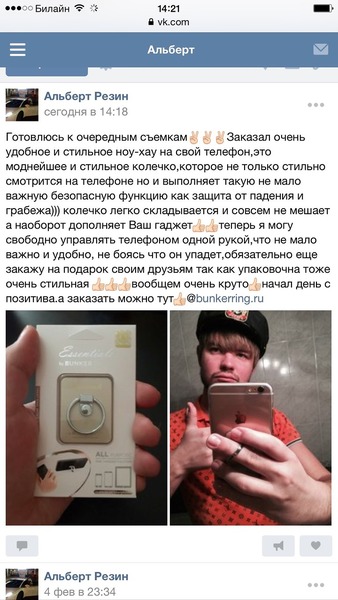 Билайн 14:21
vk.com
Альберт
Альберт Резин
сегодня в 14:18
Готовлюсь к очередным съемкам✌🏻✌🏻✌🏻Заказал очень
удобное и стильное ноу-хау на свой телефон,это
моднейшее и стильное колечко,которое не только стильно
смотрится на телефоне но и выполняет такую не мало
важную безопасную функцию как защита от падения и
грабежа))) колечко легко складывается и совсем не мешает
а наоборот дополняет Ваш гаджет👍🏻👍🏻теперь я могу
свободно управлять телефоном одной рукой,что не мало
важно и удобно, не боясь что он упадет,обязательно еще
закажу на подарок своим друзьям так как упаковочна тоже
очень стильная 👍🏻👍🏻👍🏻вообщем очень круто👍🏻начал день с
позитива.а заказать можно тут👍🏻@bunkerring.ru
Essentials
by BUNKER
ALL
Альберт Резин
4 фев в 23:34